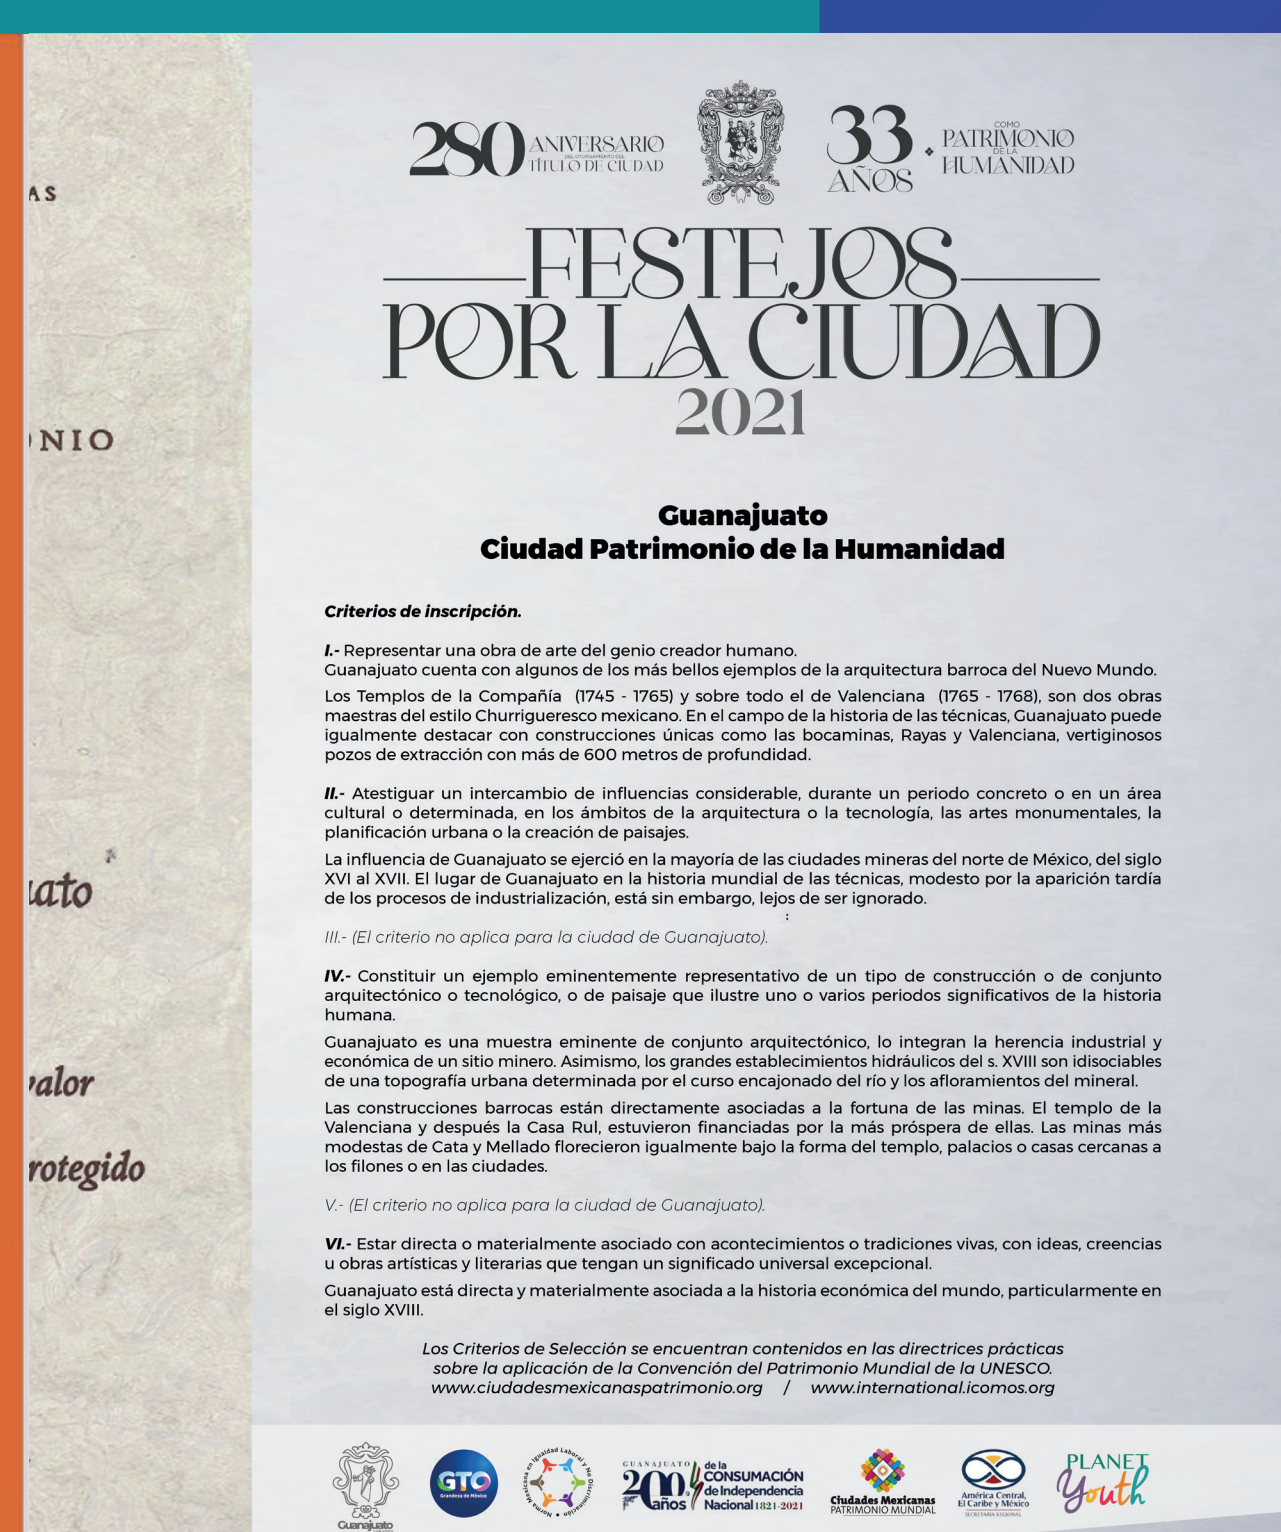 280 ANIVERSARIO
DEL OTORGAMIENTO DEL
TÍTULO DE CIUDAD
33
AÑOS
COMO
PATRIMONIO
DE LA
HUMANIDAD
FESTEJOS
POR LA CIUDAD
2021
Guanajuato
Ciudad Patrimonio de la Humanidad
Criterios de inscripción.
I.- Representar una obra de arte del genio creador humano.
Guanajuato cuenta con algunos de los más bellos ejemplos de la arquitectura barroca del Nuevo Mundo.
Los Templos de la Compañía (1745 - 1765) y sobre todo el de Valenciana (1765 - 1768), son dos obras
maestras del estilo Churrigueresco mexicano. En el campo de la historia de las técnicas, Guanajuato puede
igualmente destacar con construcciones únicas como las bocaminas, Rayas y Valenciana, vertiginosos
pozos de extracción con más de 600 metros de profundidad.
II.- Atestiguar un intercambio de influencias considerable, durante un periodo concreto o en un área
cultural o determinada, en los ámbitos de la arquitectura o la tecnología, las artes monumentales, la
planificación urbana o la creación de paisajes.
La influencia de Guanajuato se ejerció en la mayoría de las ciudades mineras del norte de México, del siglo
XVI al XVII. El lugar de Guanajuato en la historia mundial de las técnicas, modesto por la aparición tardía
de los procesos de industrialización, está sin embargo, lejos de ser ignorado.
:
III.- (El criterio no aplica para la ciudad de Guanajuato).
IV.- Constituir un ejemplo eminentemente representativo de un tipo de construcción o de conjunto
arquitectónico o tecnológico, o de paisaje que ilustre uno o varios periodos significativos de la historia
humana.
Guanajuato es una muestra eminente de conjunto arquitectónico, lo integran la herencia industrial y
económica de un sitio minero. Asimismo, los grandes establecimientos hidráulicos del s. XVIII son idisociables
de una topografía urbana determinada por el curso encajonado del río y los afloramientos del mineral.
Las construcciones barrocas están directamente asociadas a la fortuna de las minas. El templo de la
Valenciana y después la Casa Rul, estuvieron financiadas por la más próspera de ellas. Las minas más
modestas de Cata y Mellado florecieron igualmente bajo la forma del templo, palacios o casas cercanas a
los filones o en las ciudades.
V.- (El criterio no aplica para la ciudad de Guanajuato).
VI.- Estar directa o materialmente asociado con acontecimientos o tradiciones vivas, con ideas, creencias
u obras artísticas y literarias que tengan un significado universal excepcional.
Guanajuato está directa y materialmente asociada a la historia económica del mundo, particularmente en
el siglo XVIII.
Los Criterios de Selección se encuentran contenidos en las directrices prácticas
sobre la aplicación de la Convención del Patrimonio Mundial de la UNESCO.
www.ciudadesmexicanaspatrimonio.org / www.international.icomos.org
AS
NIO
uato
valor
rotegido
Guanajuato
GTO
Grandeza de México
Norma Mexicana en Igualdad Laboral y No Discriminación
GUANAJUATO
200 años
de la
CONSUMACIÓN
de Independencia
Nacional 1821-2021
Ciudades Mexicanas
PATRIMONIO MUNDIAL
América Central,
El Caribe y México
SECRETARÍA REGIONAL
PLANET
Youth